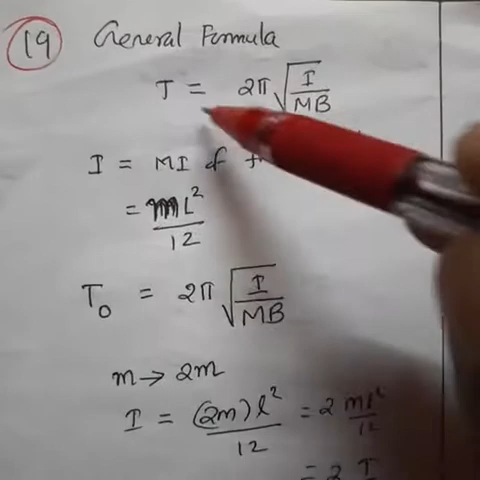 19 General Formula
T = 2π√(I/MB)
I = MI of
= mL²/12
T₀ = 2π√(I/MB)
m → 2m
I = (2m)l²/12 = 2 ml²/12
= 2 I